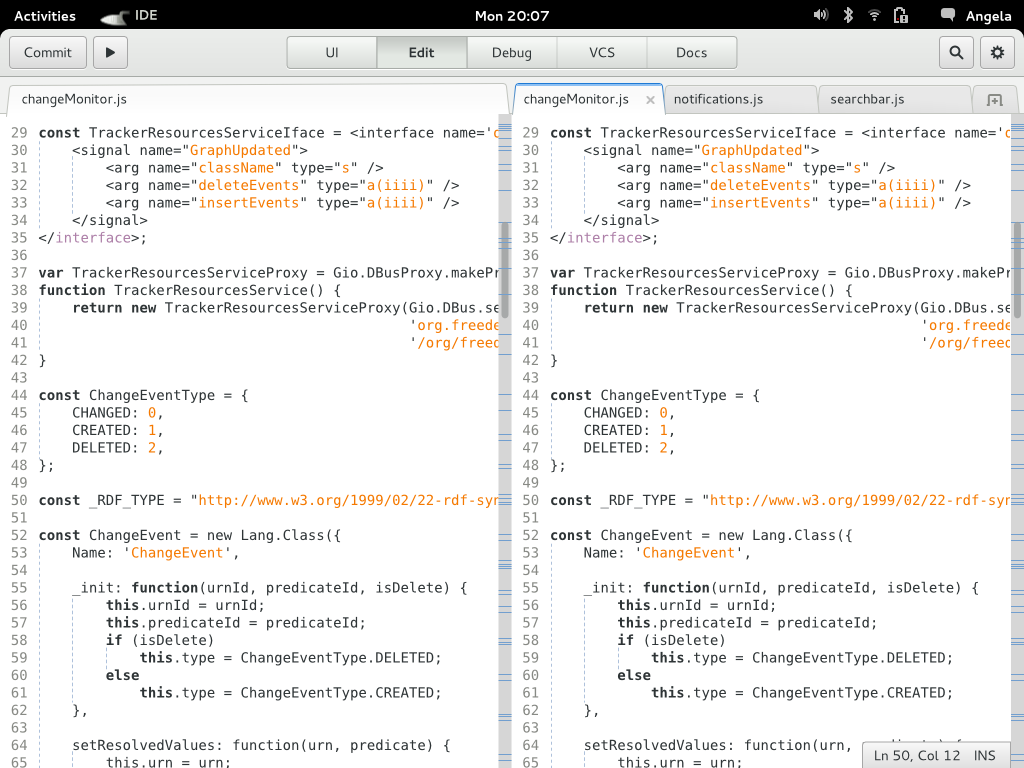 Activities IDE Mon 20:07 Angela
Commit UI Edit Debug VCS Docs
changeMonitor.js
29 const TrackerResourcesServiceIface = <interface name='
30 <signal name="GraphUpdated">
31 <arg name="className" type="s" />
32 <arg name="deleteEvents" type="a(iiii)" />
33 <arg name="insertEvents" type="a(iiii)" />
34 </signal>
35 </interface>;
36
37 var TrackerResourcesServiceProxy = Gio.DBusProxy.makePr
38 function TrackerResourcesService() {
39 return new TrackerResourcesServiceProxy(Gio.DBus.se
40 'org.freede
41 '/org/freed
42 }
43
44 const ChangeEventType = {
45 CHANGED: 0,
46 CREATED: 1,
47 DELETED: 2,
48 };
49
50 const _RDF_TYPE = "http://www.w3.org/1999/02/22-rdf-syn
51
52 const ChangeEvent = new Lang.Class({
53 Name: 'ChangeEvent',
54
55 _init: function(urnId, predicateId, isDelete) {
56 this.urnId = urnId;
57 this.predicateId = predicateId;
58 if (isDelete)
59 this.type = ChangeEventType.DELETED;
60 else
61 this.type = ChangeEventType.CREATED;
62 },
63
64 setResolvedValues: function(urn, predicate) {
65 this.urn = urn;
changeMonitor.js notifications.js searchbar.js
29 const TrackerResourcesServiceIface = <interface name='
30 <signal name="GraphUpdated">
31 <arg name="className" type="s" />
32 <arg name="deleteEvents" type="a(iiii)" />
33 <arg name="insertEvents" type="a(iiii)" />
34 </signal>
35 </interface>;
36
37 var TrackerResourcesServiceProxy = Gio.DBusProxy.makePr
38 function TrackerResourcesService() {
39 return new TrackerResourcesServiceProxy(Gio.DBus.se
40 'org.freede
41 '/org/freed
42 }
43
44 const ChangeEventType = {
45 CHANGED: 0,
46 CREATED: 1,
47 DELETED: 2,
48 };
49
50 const _RDF_TYPE = "http://www.w3.org/1999/02/22-rdf-syn
51
52 const ChangeEvent = new Lang.Class({
53 Name: 'ChangeEvent',
54
55 _init: function(urnId, predicateId, isDelete) {
56 this.urnId = urnId;
57 this.predicateId = predicateId;
58 if (isDelete)
59 this.type = ChangeEventType.DELETED;
60 else
61 this.type = ChangeEventType.CREATED;
62 },
63
64 setResolvedValues: function(urn,
65 this.urn = urn;
Ln 50, Col 12 INS